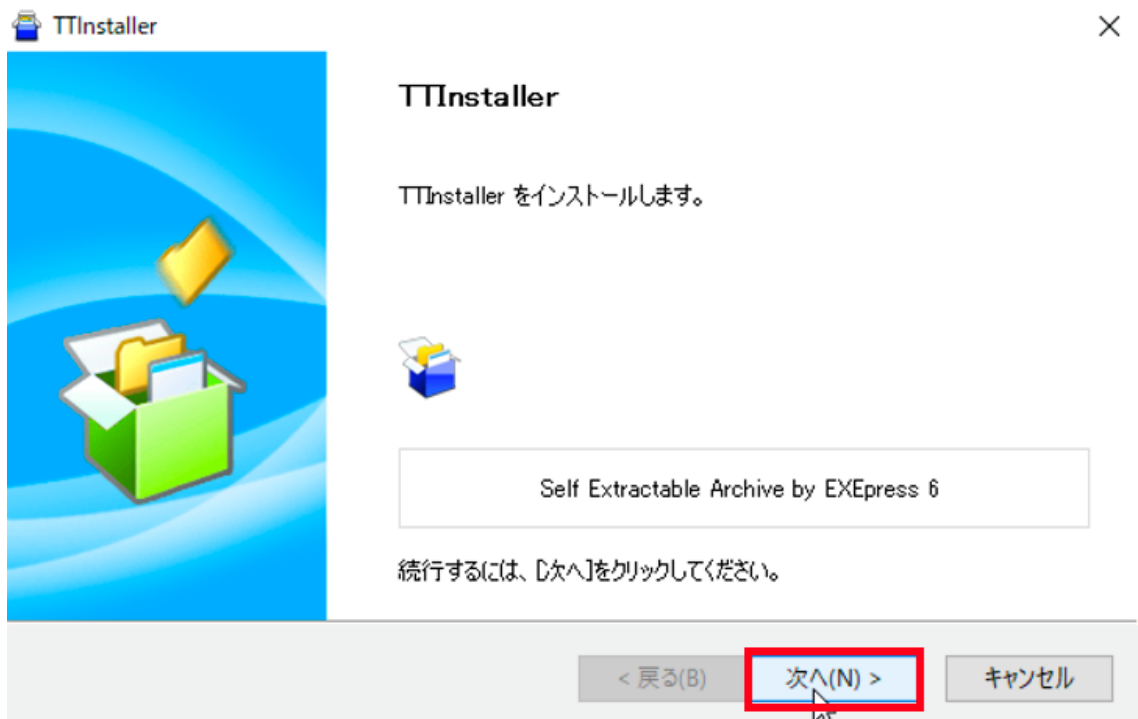 TTInstaller
TTInstaller
TTInstaller をインストールします。
Self Extractable Archive by EXEpress 6
続行するには、[次へ]をクリックしてください。
< 戻る(B)
次へ(N) >
キャンセル